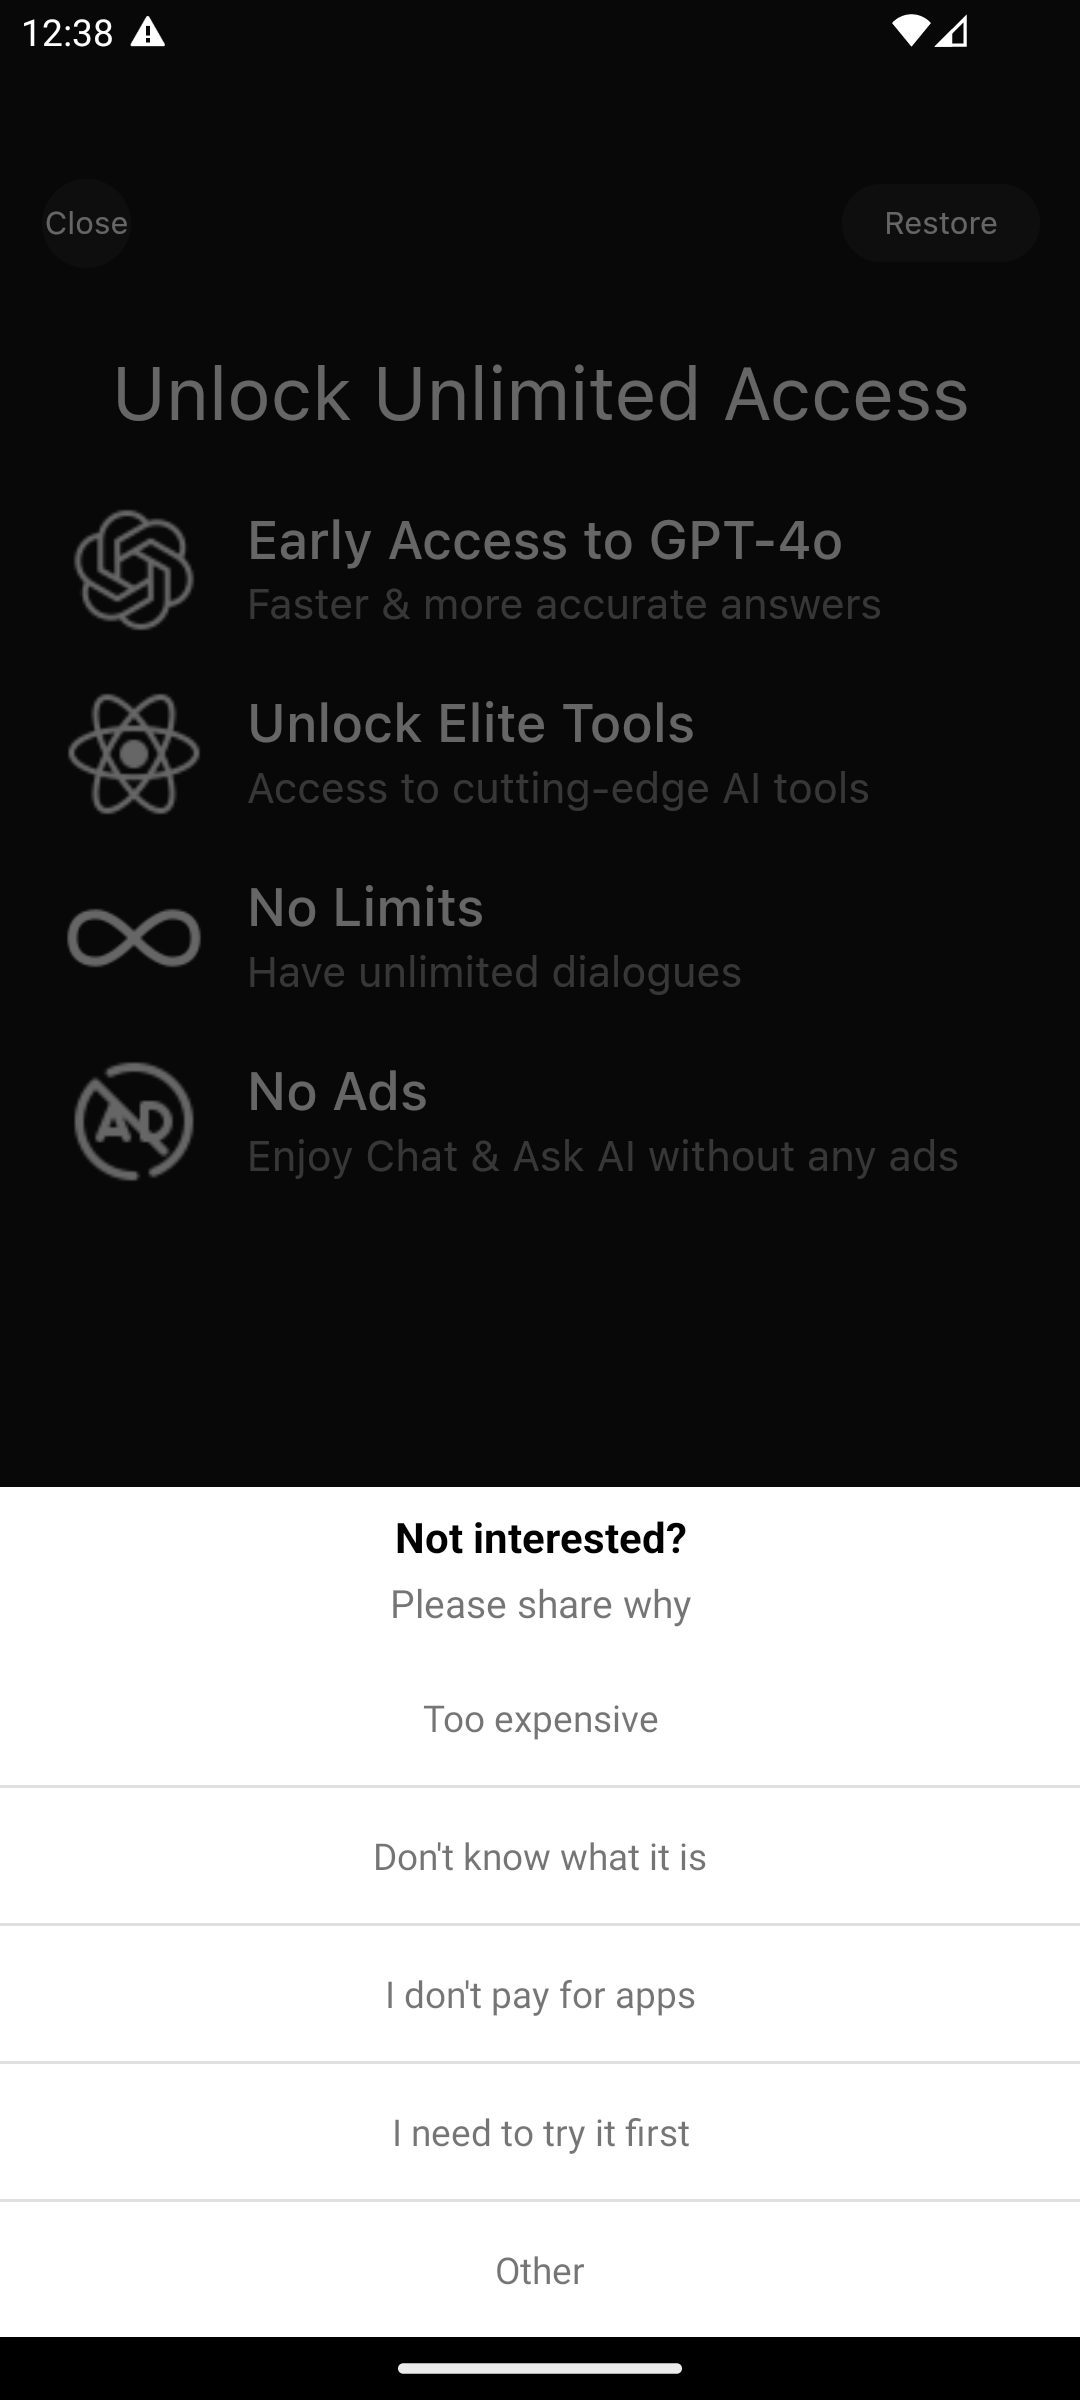 12:38
Close
Restore
Unlock Unlimited Access
Early Access to GPT-4o
Faster & more accurate answers
Unlock Elite Tools
Access to cutting-edge AI tools
No Limits
Have unlimited dialogues
AD
No Ads
Enjoy Chat & Ask AI without any ads
Not interested?
Please share why
Too expensive
Don't know what it is
I don't pay for apps
I need to try it first
Other